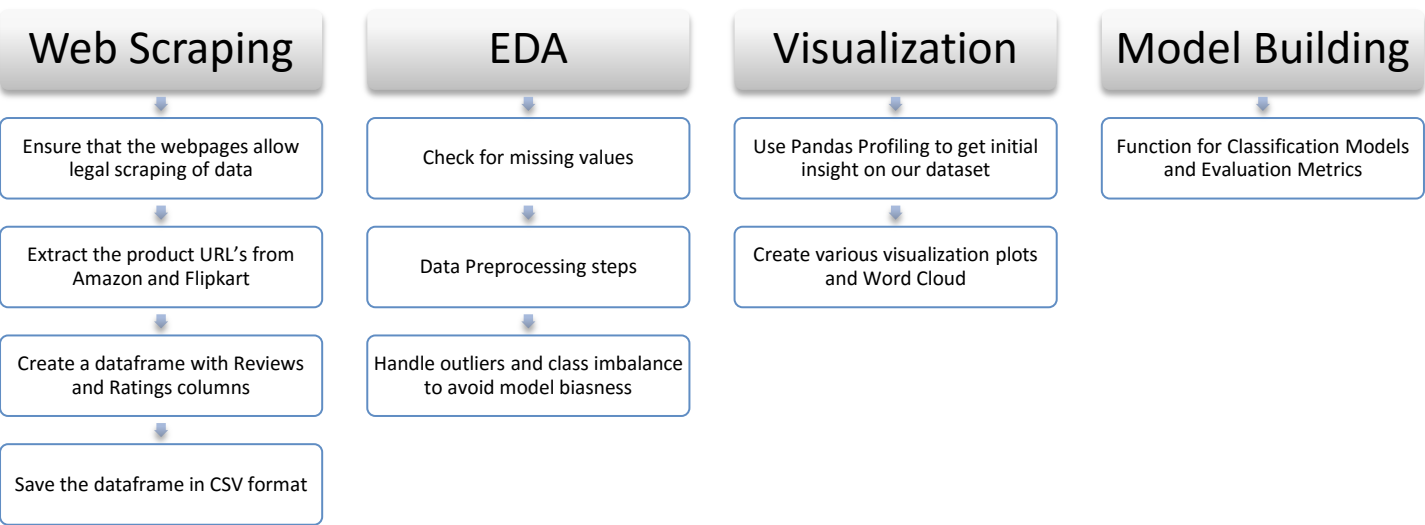 Web Scraping
Ensure that the webpages allow
legal scraping of data
Extract the product URL's from
Amazon and Flipkart
Create a dataframe with Reviews
and Ratings columns
Save the dataframe in CSV format
EDA
Check for missing values
Data Preprocessing steps
Handle outliers and class imbalance
to avoid model biasness
Visualization
Use Pandas Profiling to get initial
insight on our dataset
Create various visualization plots
and Word Cloud
Model Building
Function for Classification Models
and Evaluation Metrics